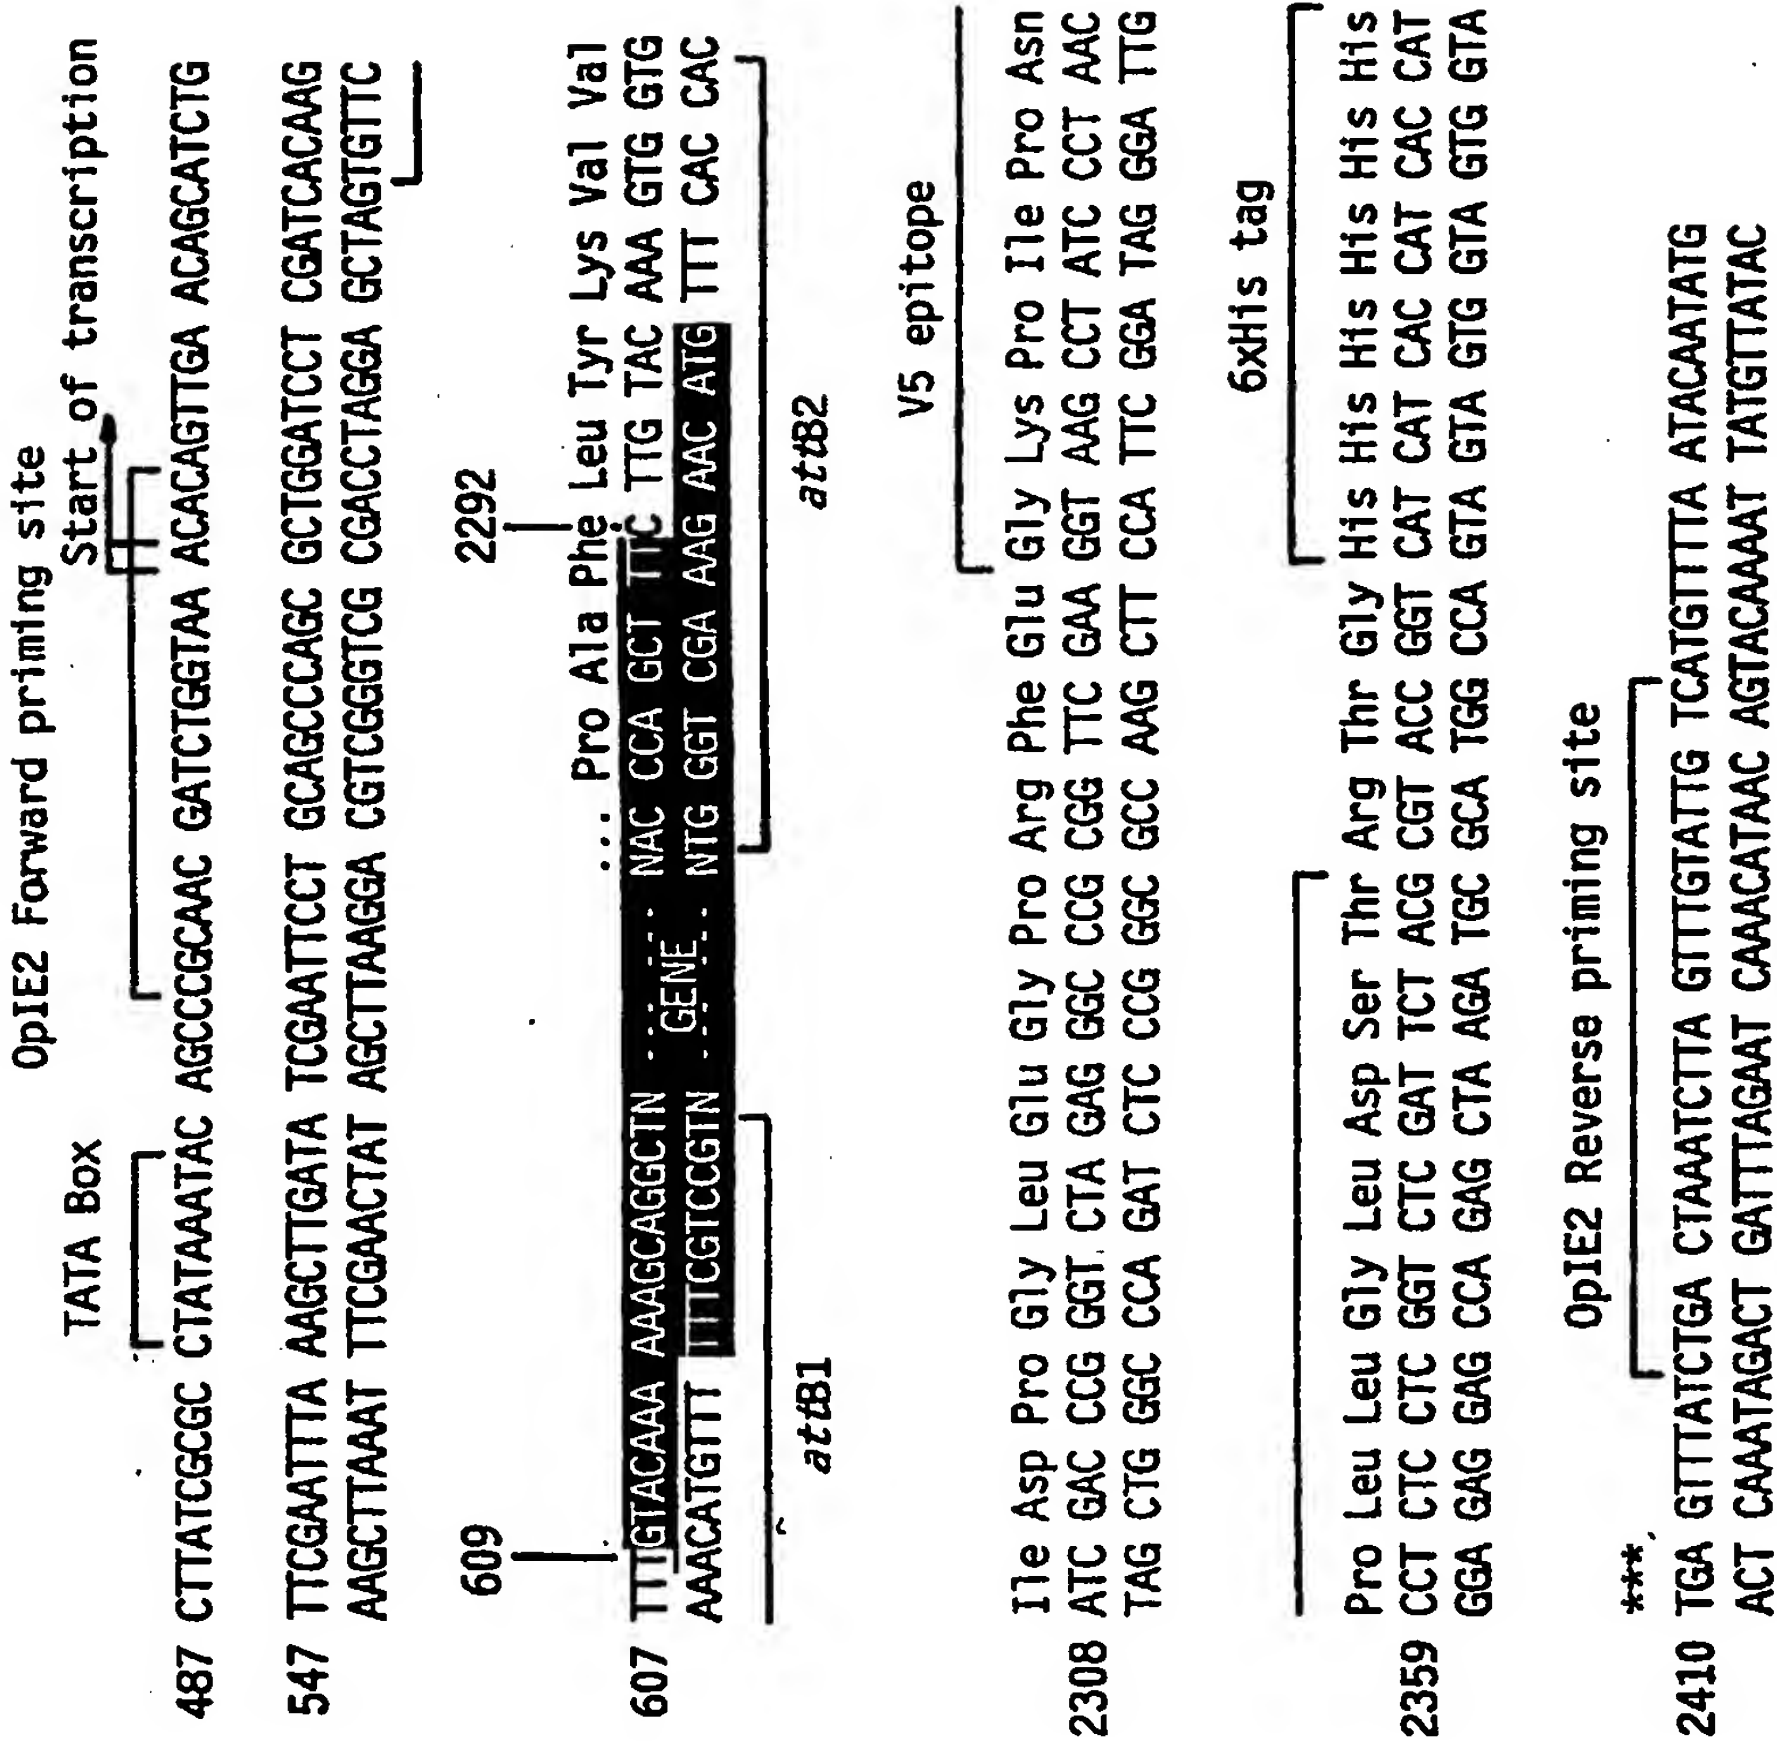 OpIE2 Forward priming site
TATA Box Start of transcription
487 CTTATCGCGC CTATAAATAC AGCCCGCAAC GATCTGGTAA ACACAGTTGA ACAGCATCTG
547 TTCGAATTTA AAGCTTGATA TCGAATTCCT GCAGCCCAGC GCTGGATCCT CGATCACAAG
AAGCTTAAAT TTCGAACTAT AGCTTAAGGA CGTCGGGTCG CGACCTAGGA GCTAGTGTTC
609 2292
... Pro Ala Phe Leu Tyr Lys Val Val
607 TTTGTACAAA AAAGCAGGCTN ... GENE ... NAC CCA GCT TTC TTG TAC AAA GTG GTG
AAACATGTTT TTTCGTCCGTN ... NTG GGT CGA AAG AAC ATG TTT CAC CAC
attB1 attB2
V5 epitope
Ile Asp Pro Gly Leu Glu Gly Pro Arg Phe Glu Gly Lys Pro Ile Pro Asn
2308 ATC GAC CCG GGT CTA GAG GGC CCG CGG TTC GAA GGT AAG CCT ATC CCT AAC
TAG CTG GGC CCA GAT CTC CCG GGC GCC AAG CTT CCA TTC GGA TAG GGA TTG
6xHis tag
Pro Leu Leu Gly Leu Asp Ser Thr Arg Thr Gly His His His His His His
2359 CCT CTC CTC GGT CTC GAT TCT ACG CGT ACC GGT CAT CAT CAC CAT CAC CAT
GGA GAG GAG CCA GAG CTA AGA TGC GCA TGG CCA GTA GTA GTG GTA GTG GTA
OpIE2 Reverse priming site
***
2410 TGA GTTTATCTGA CTAAATCTTA GTTTGTATTG TCATGTTTTA ATACAATATG
ACT CAAATAGACT GATTTAGAAT CAAACATAAC AGTACAAAAT TATGTTATAC